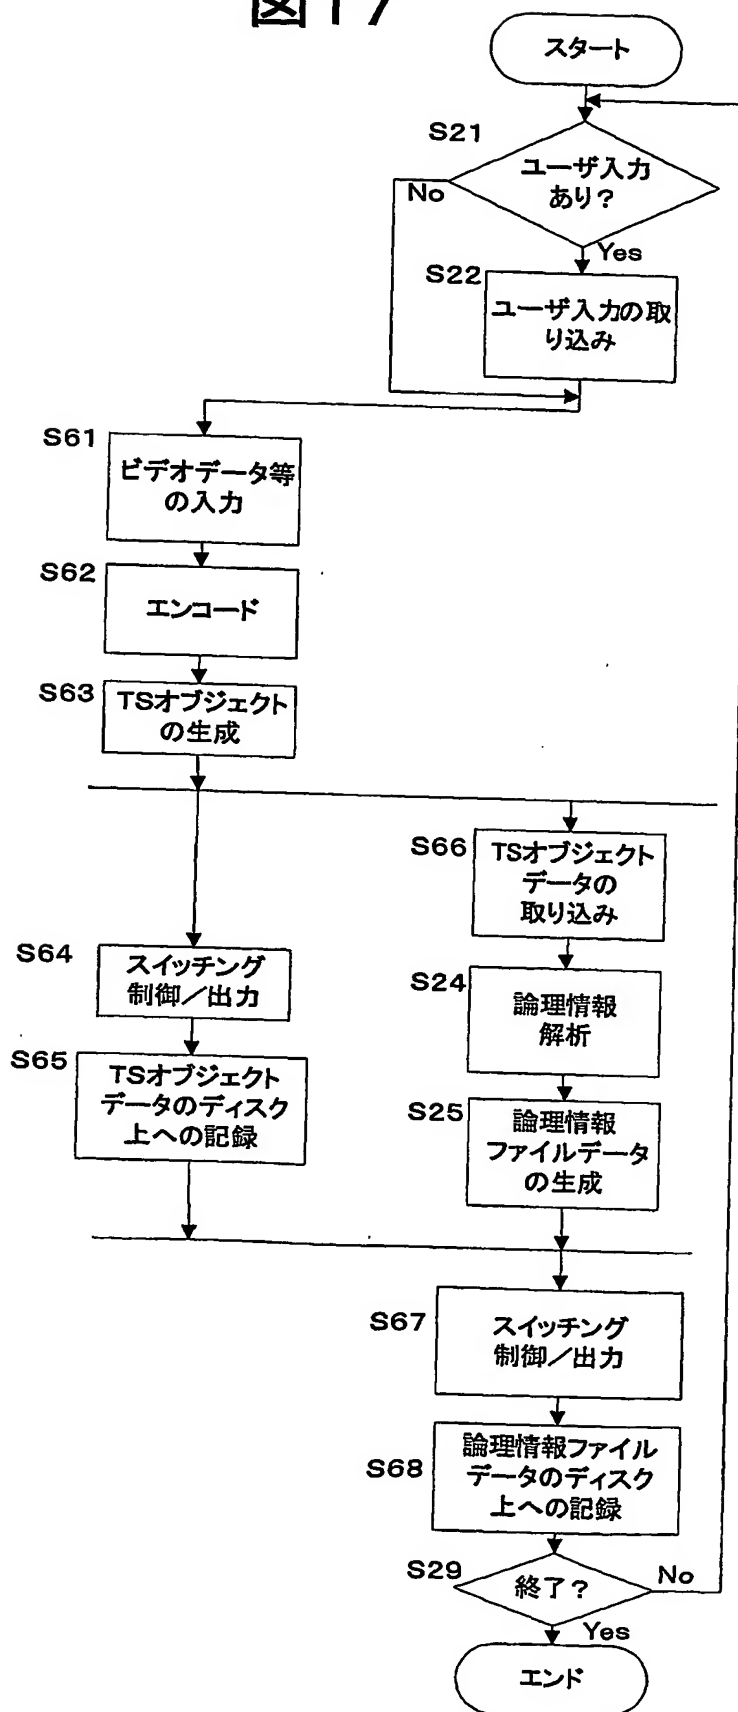 図17
スタート
S21
ユーザ入力
あり?
No
Yes
S22
ユーザ入力の取
り込み
S61
ビデオデータ等
の入力
S62
エンコード
S63
TSオブジェクト
の生成
S66
TSオブジェクト
データの
取り込み
S64
スイッチング
制御/出力
S24
論理情報
解析
S65
TSオブジェクト
データのディスク
上への記録
S25
論理情報
ファイルデータ
の生成
S67
スイッチング
制御/出力
S68
論理情報ファイル
データのディスク
上への記録
S29
終了?
No
Yes
エンド